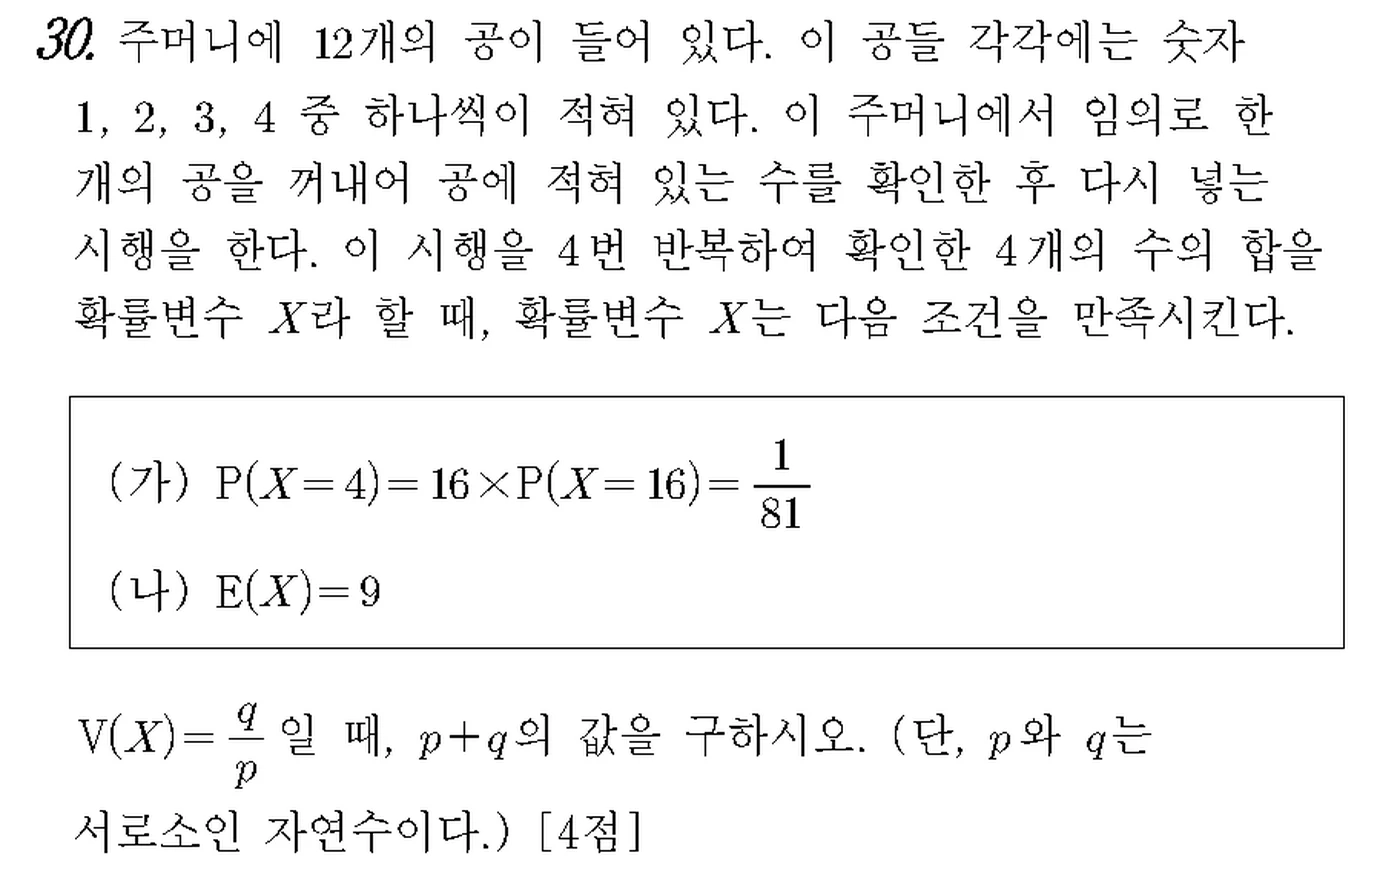 30. 주머니에 12개의 공이 들어 있다. 이 공들 각각에는 숫자
1, 2, 3, 4 중 하나씩이 적혀 있다. 이 주머니에서 임의로 한
개의 공을 꺼내어 공에 적혀 있는 수를 확인한 후 다시 넣는
시행을 한다. 이 시행을 4번 반복하여 확인한 4개의 수의 합을
확률변수 X라 할 때, 확률변수 X는 다음 조건을 만족시킨다.
(가) P(X=4)=16×P(X=16)=1/81
(나) E(X)=9
V(X)=q/p 일 때, p+q의 값을 구하시오. (단, p와 q는
서로소인 자연수이다.) [4점]